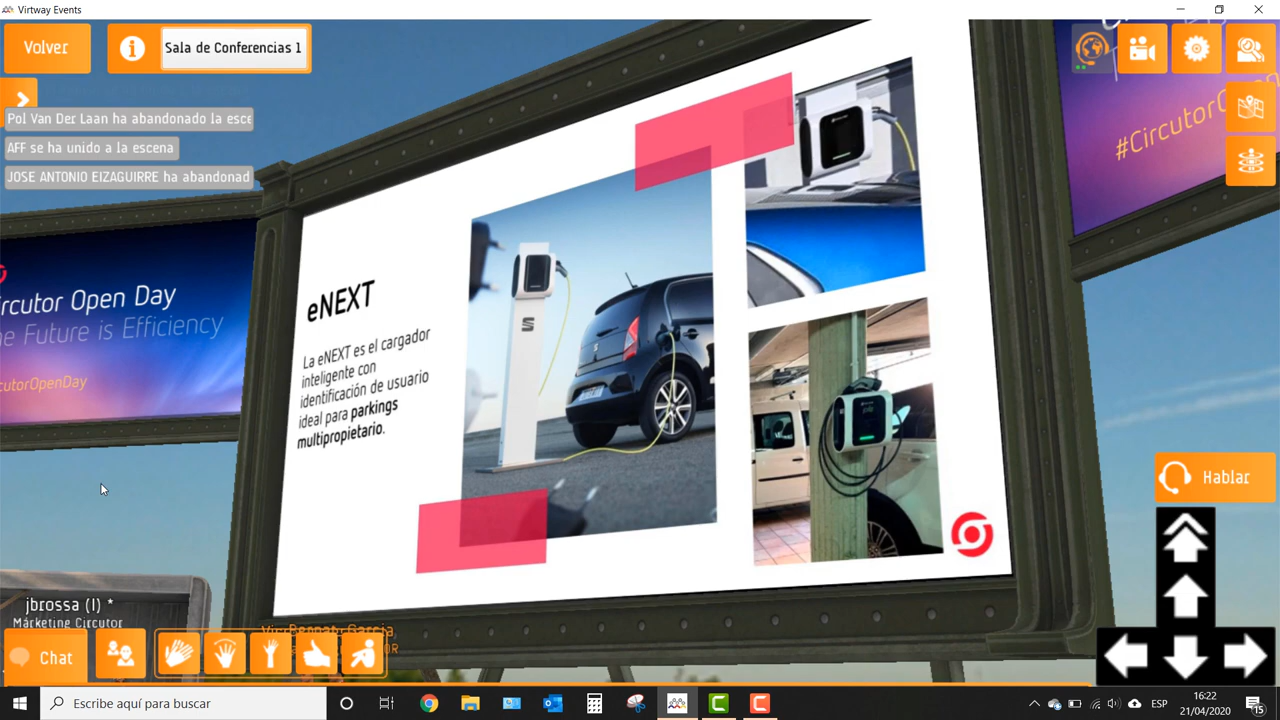 Virtway Events
Volver
Sala de Conferencias 1
Pol Van Der Laan ha abandonado la esce
AFF se ha unido a la escena
JOSE ANTONIO EIZAGUIRRE ha abandonad
#CircutorO
ircutor Open Day
he Future is Efficiency
cutorOpenDay
eNEXT
La eNEXT es el cargador
inteligente con
identificación de usuario
ideal para parkings
multipropietario.
Hablar
jbrossa (I) *
Márketing Circutor
Chat
Escribe aquí para buscar
ESP
16:22
21/04/2020
15